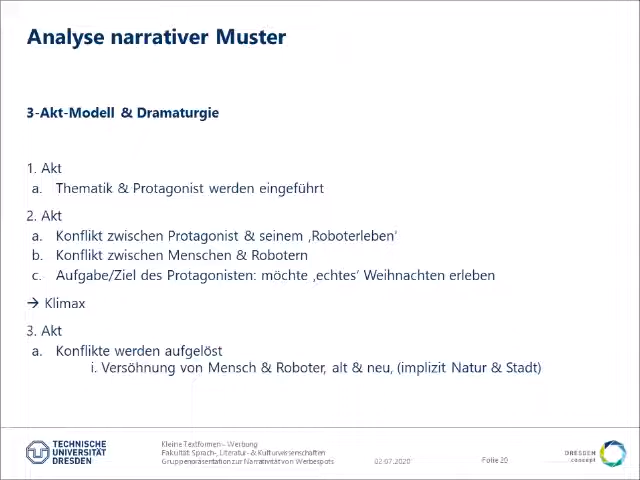 Analyse narrativer Muster
3-Akt-Modell & Dramaturgie
1. Akt
a. Thematik & Protagonist werden eingeführt
2. Akt
a. Konflikt zwischen Protagonist & seinem ‚Roboterleben‘
b. Konflikt zwischen Menschen & Robotern
c. Aufgabe/Ziel des Protagonisten: möchte ‚echtes‘ Weihnachten erleben
→ Klimax
3. Akt
a. Konflikte werden aufgelöst
i. Versöhnung von Mensch & Roboter, alt & neu, (implizit Natur & Stadt)
TECHNISCHE
UNIVERSITÄT
DRESDEN
Kleine Textformen – Werbung
Fakultät Sprach-, Literatur- & Kulturwissenschaften
Gruppenpräsentation zur Narrativität von Werbespots
02.07.2020
Folie 20
DRESDEN
concept